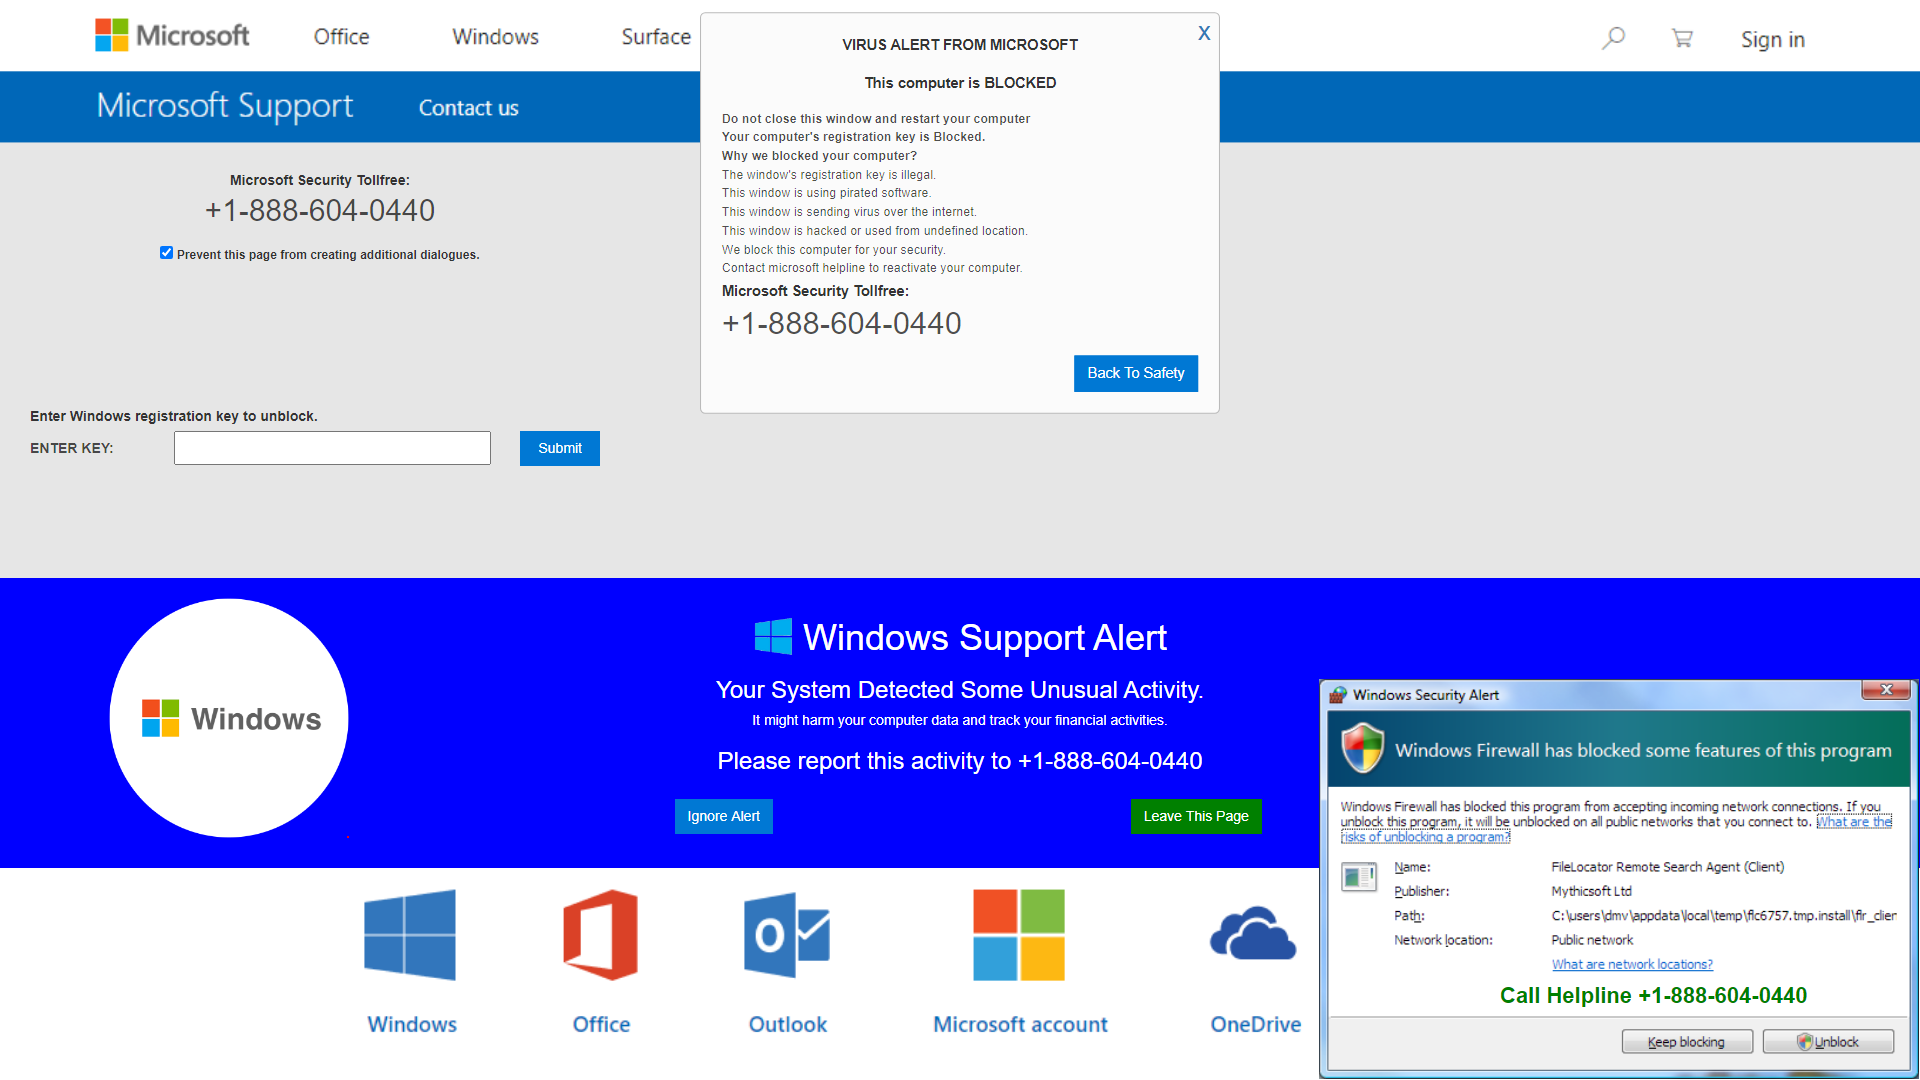 Microsoft
Office
Windows
Surface
Sign in
Microsoft Support
Contact us
X
VIRUS ALERT FROM MICROSOFT
This computer is BLOCKED
Do not close this window and restart your computer
Your computer's registration key is Blocked.
Why we blocked your computer?
The window's registration key is illegal.
This window is using pirated software.
This window is sending virus over the internet.
This window is hacked or used from undefined location.
We block this computer for your security.
Contact microsoft helpline to reactivate your computer.
Microsoft Security Tollfree:
+1-888-604-0440
Back To Safety
Microsoft Security Tollfree:
+1-888-604-0440
Prevent this page from creating additional dialogues.
Enter Windows registration key to unblock.
ENTER KEY:
Submit
Windows
Windows Support Alert
Your System Detected Some Unusual Activity.
It might harm your computer data and track your financial activities.
Please report this activity to +1-888-604-0440
Ignore Alert
Leave This Page
Windows
Office
Outlook
Microsoft account
OneDrive
Windows Security Alert
Windows Firewall has blocked some features of this program
Windows Firewall has blocked this program from accepting incoming network connections. If you
unblock this program, it will be unblocked on all public networks that you connect to. What are the
risks of unblocking a program?
Name: FileLocator Remote Search Agent (Client)
Publisher: Mythicsoft Ltd
Path: C:\users\dmv\appdata\local\temp\flc6757.tmp.install\flr_clien
Network location: Public network
What are network locations?
Call Helpline +1-888-604-0440
Keep blocking
Unblock